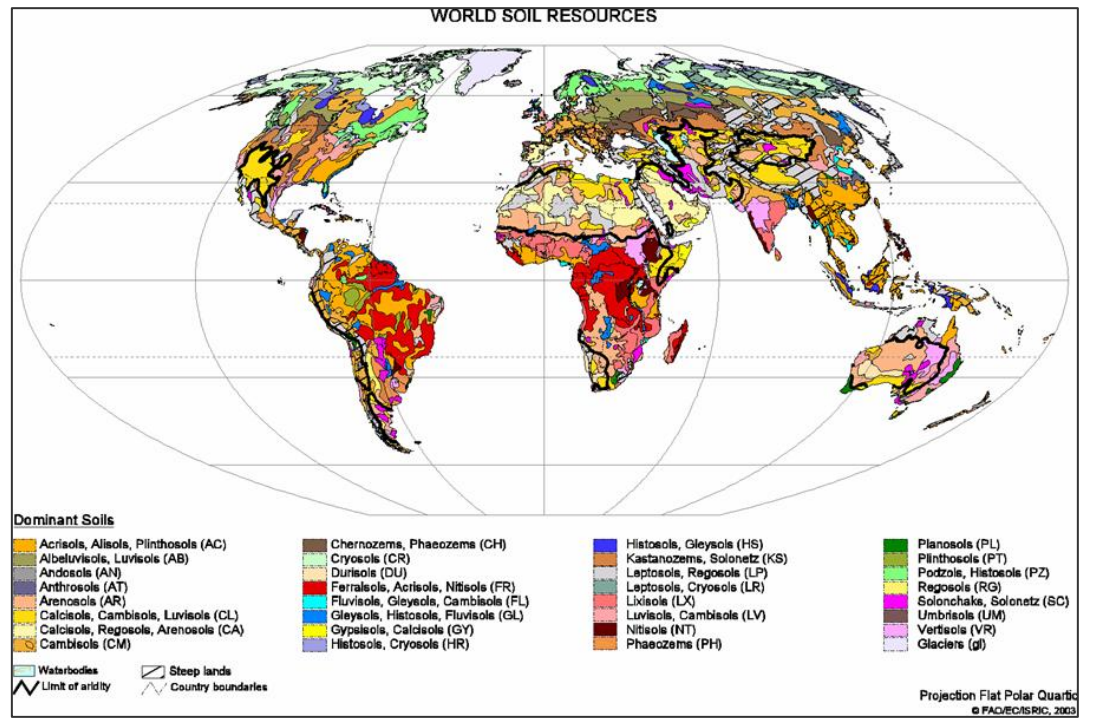 WORLD SOIL RESOURCES
Dominant Soils
Acrisols, Alisols, Plinthosols (AC)
Albeluvisols, Luvisols (AB)
Andosols (AN)
Anthrosols (AT)
Arenosols (AR)
Calcisols, Cambisols, Luvisols (CL)
Calcisols, Regosols, Arenosols (CA)
Cambisols (CM)
Chernozems, Phaeozems (CH)
Cryosols (CR)
Durisols (DU)
Ferralsols, Acrisols, Nitisols (FR)
Fluvisols, Gleysols, Cambisols (FL)
Gleysols, Histosols, Fluvisols (GL)
Gypsisols, Calcisols (GY)
Histosols, Cryosols (HR)
Histosols, Gleysols (HS)
Kastanozems, Solonetz (KS)
Leptosols, Regosols (LP)
Leptosols, Cryosols (LR)
Lixisols (LX)
Luvisols, Cambisols (LV)
Nitisols (NT)
Phaeozems (PH)
Planosols (PL)
Plinthosols (PT)
Podzols, Histosols (PZ)
Regosols (RG)
Solonchaks, Solonetz (SC)
Umbrisols (UM)
Vertisols (VR)
Glaciers (gl)
Waterbodies
Limit of aridity
Steep lands
Country boundaries
Projection Flat Polar Quartic
© FAO/EC/ISRIC, 2003